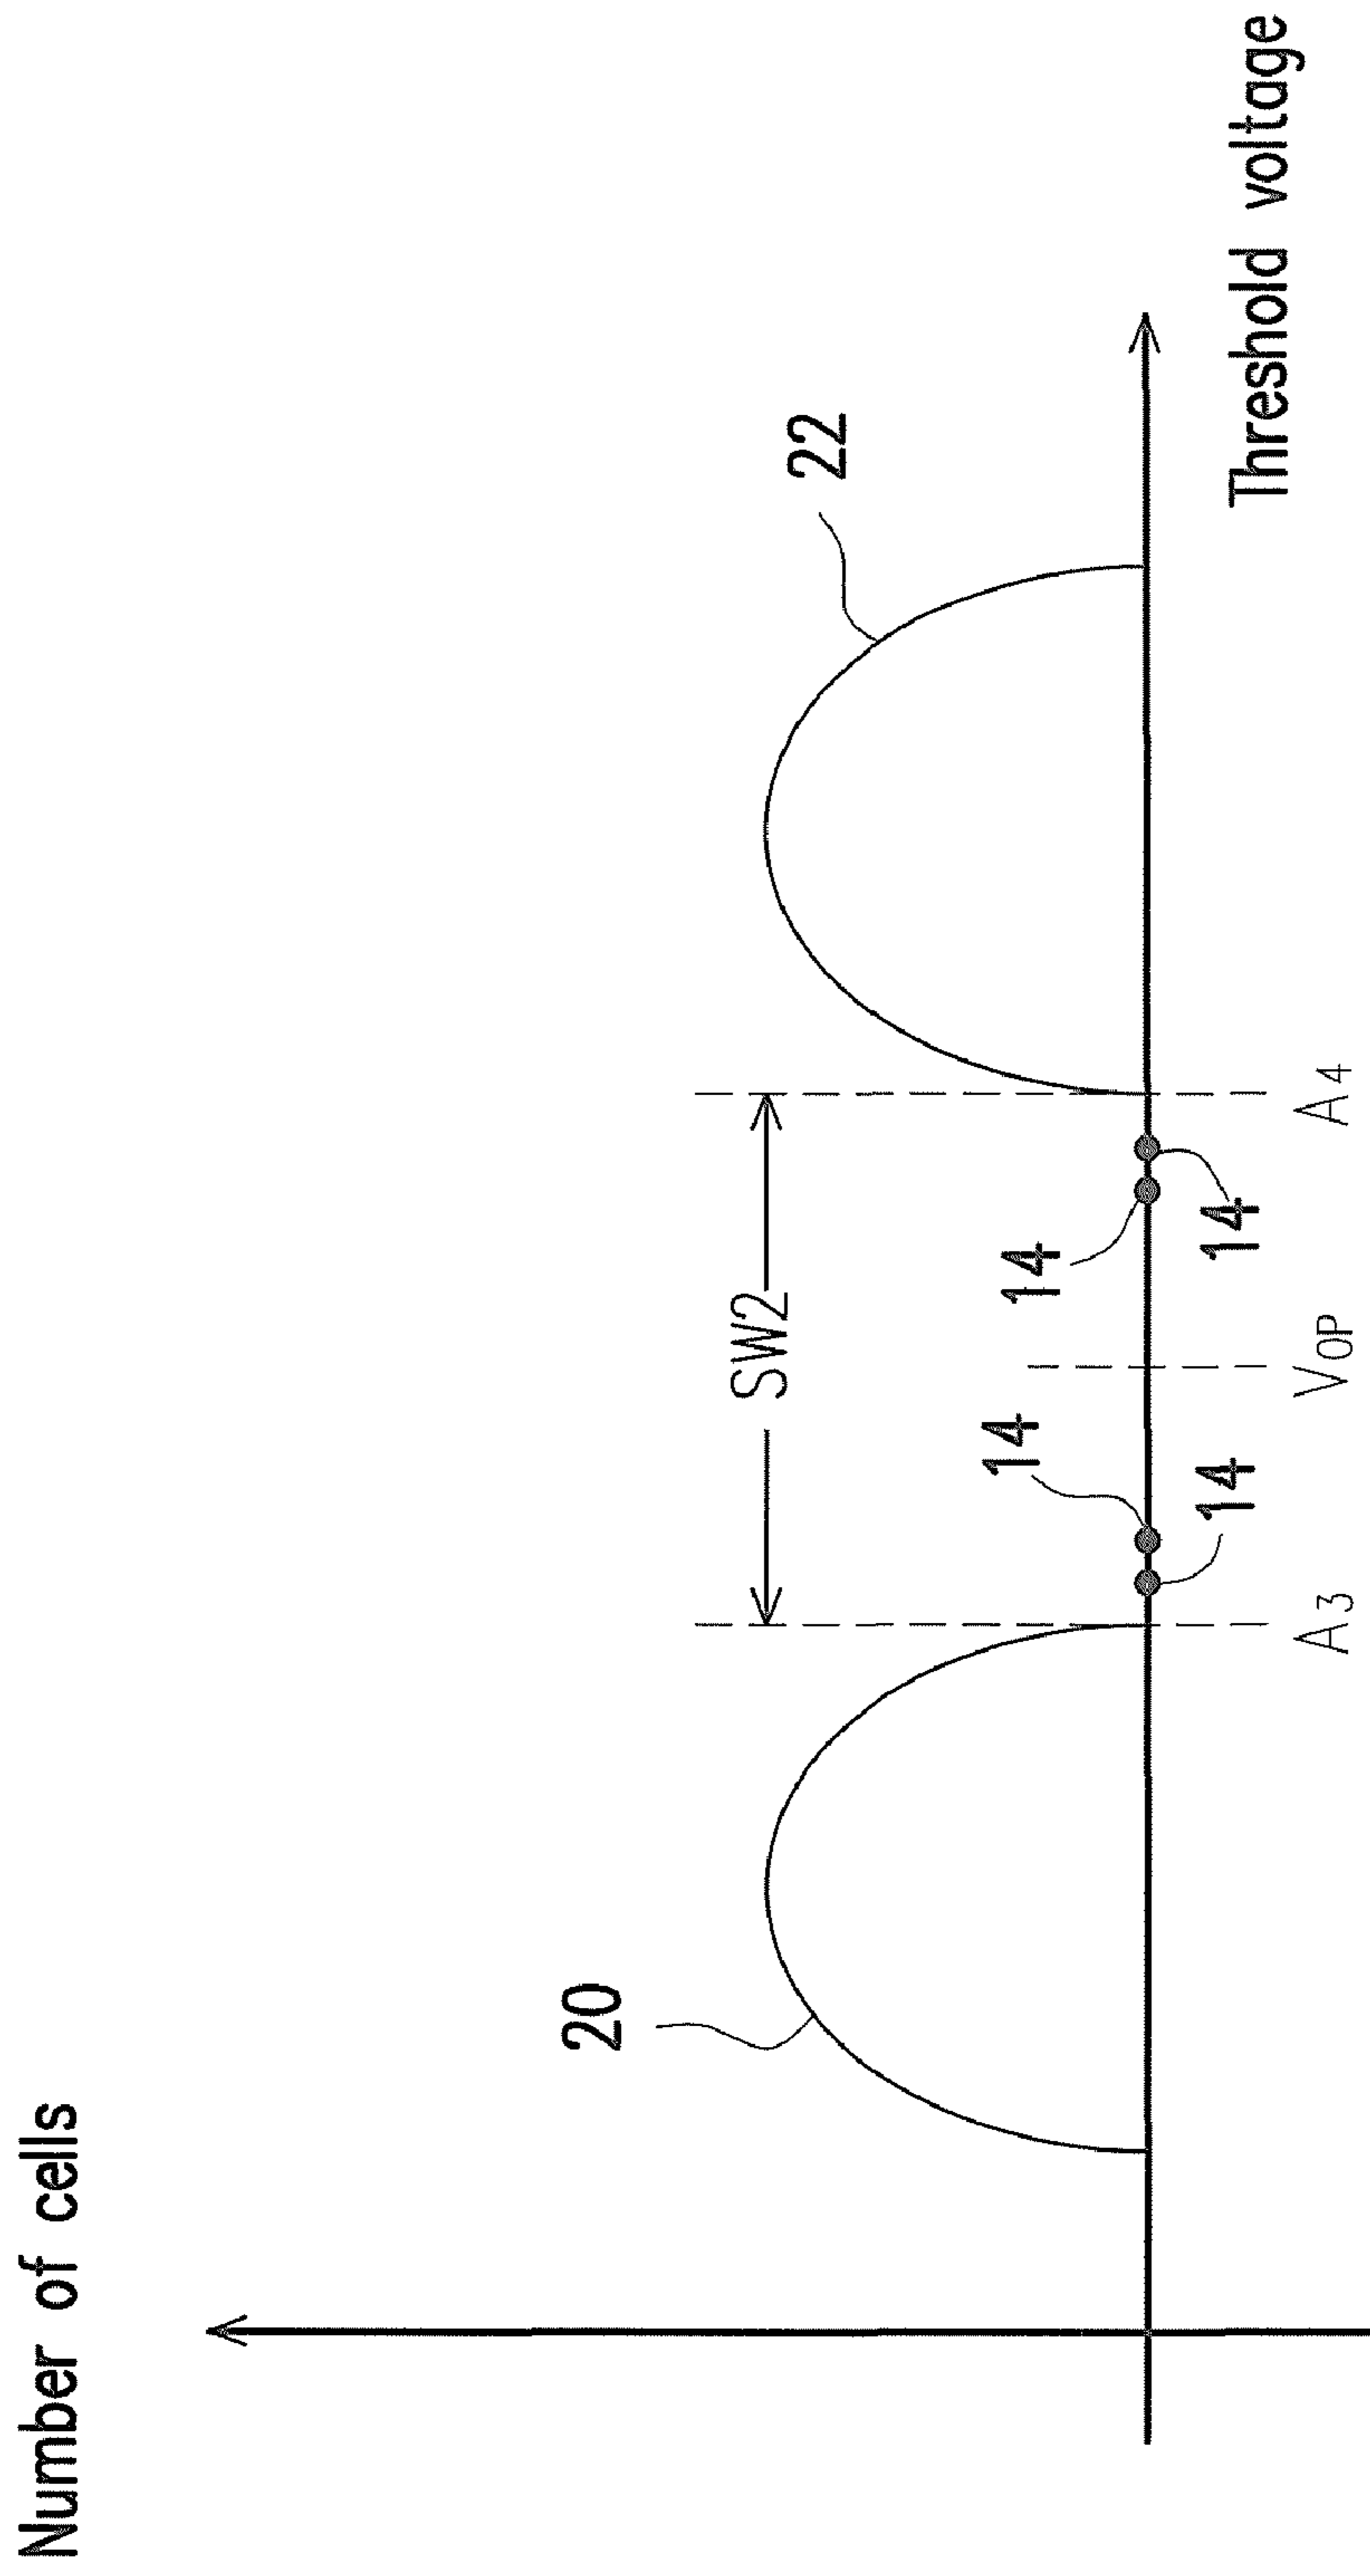 Number of cells
20
22
SW2
14
14
14
14
A3
VOP
A4
Threshold voltage